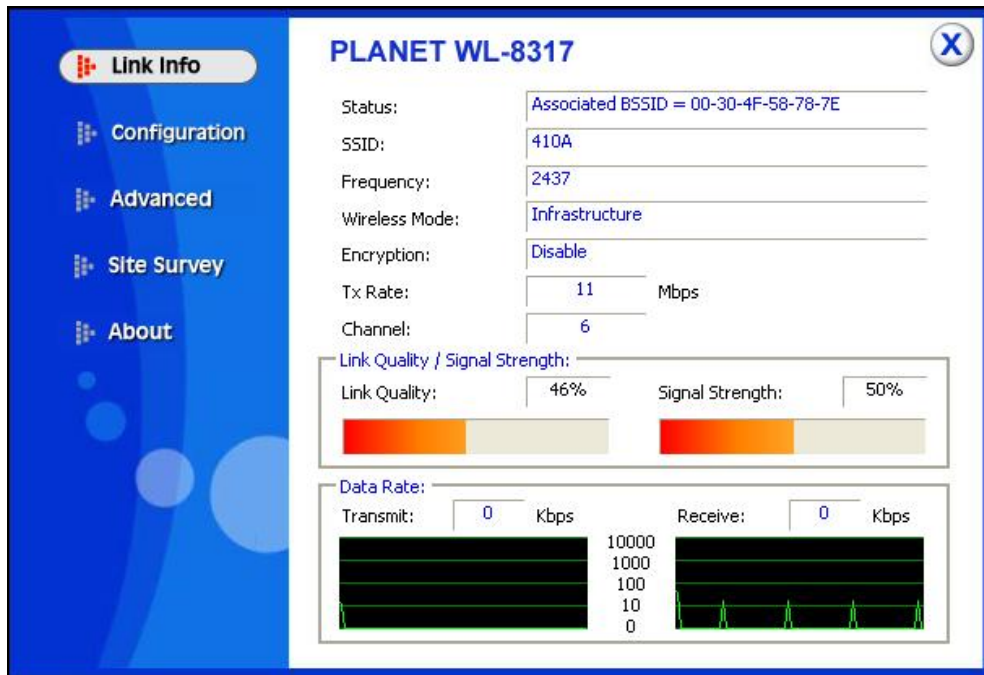 Link Info
Configuration
Advanced
Site Survey
About
PLANET WL-8317
X
Status: Associated BSSID = 00-30-4F-58-78-7E
SSID: 410A
Frequency: 2437
Wireless Mode: Infrastructure
Encryption: Disable
Tx Rate: 11 Mbps
Channel: 6
Link Quality / Signal Strength:
Link Quality: 46% Signal Strength: 50%
Data Rate:
Transmit: 0 Kbps Receive: 0 Kbps
10000
1000
100
10
0